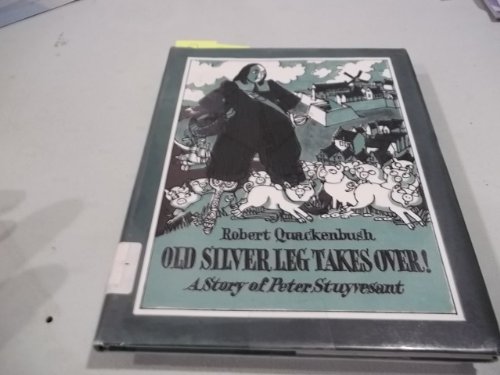 Robert Quackenbush
OLD SILVER LEG TAKES OVER!
A Story of Peter Stuyvesant